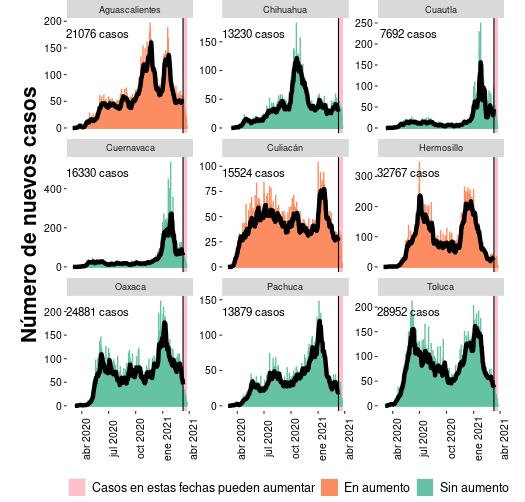 Número de nuevos casos
Aguascalientes
Chihuahua
Cuautla
21076 casos
13230 casos
7692 casos
200
150
100
50
0
150
100
50
0
250
200
150
100
50
0
Cuernavaca
Culiacán
Hermosillo
16330 casos
15524 casos
32767 casos
400
200
0
100
75
50
25
0
300
200
100
0
Oaxaca
Pachuca
Toluca
24881 casos
13879 casos
28952 casos
200
150
100
50
0
150
100
50
0
200
150
100
50
0
abr 2020
jul 2020
oct 2020
ene 2021
abr 2021
abr 2020
jul 2020
oct 2020
ene 2021
abr 2021
abr 2020
jul 2020
oct 2020
ene 2021
abr 2021
Casos en estas fechas pueden aumentar
En aumento
Sin aumento